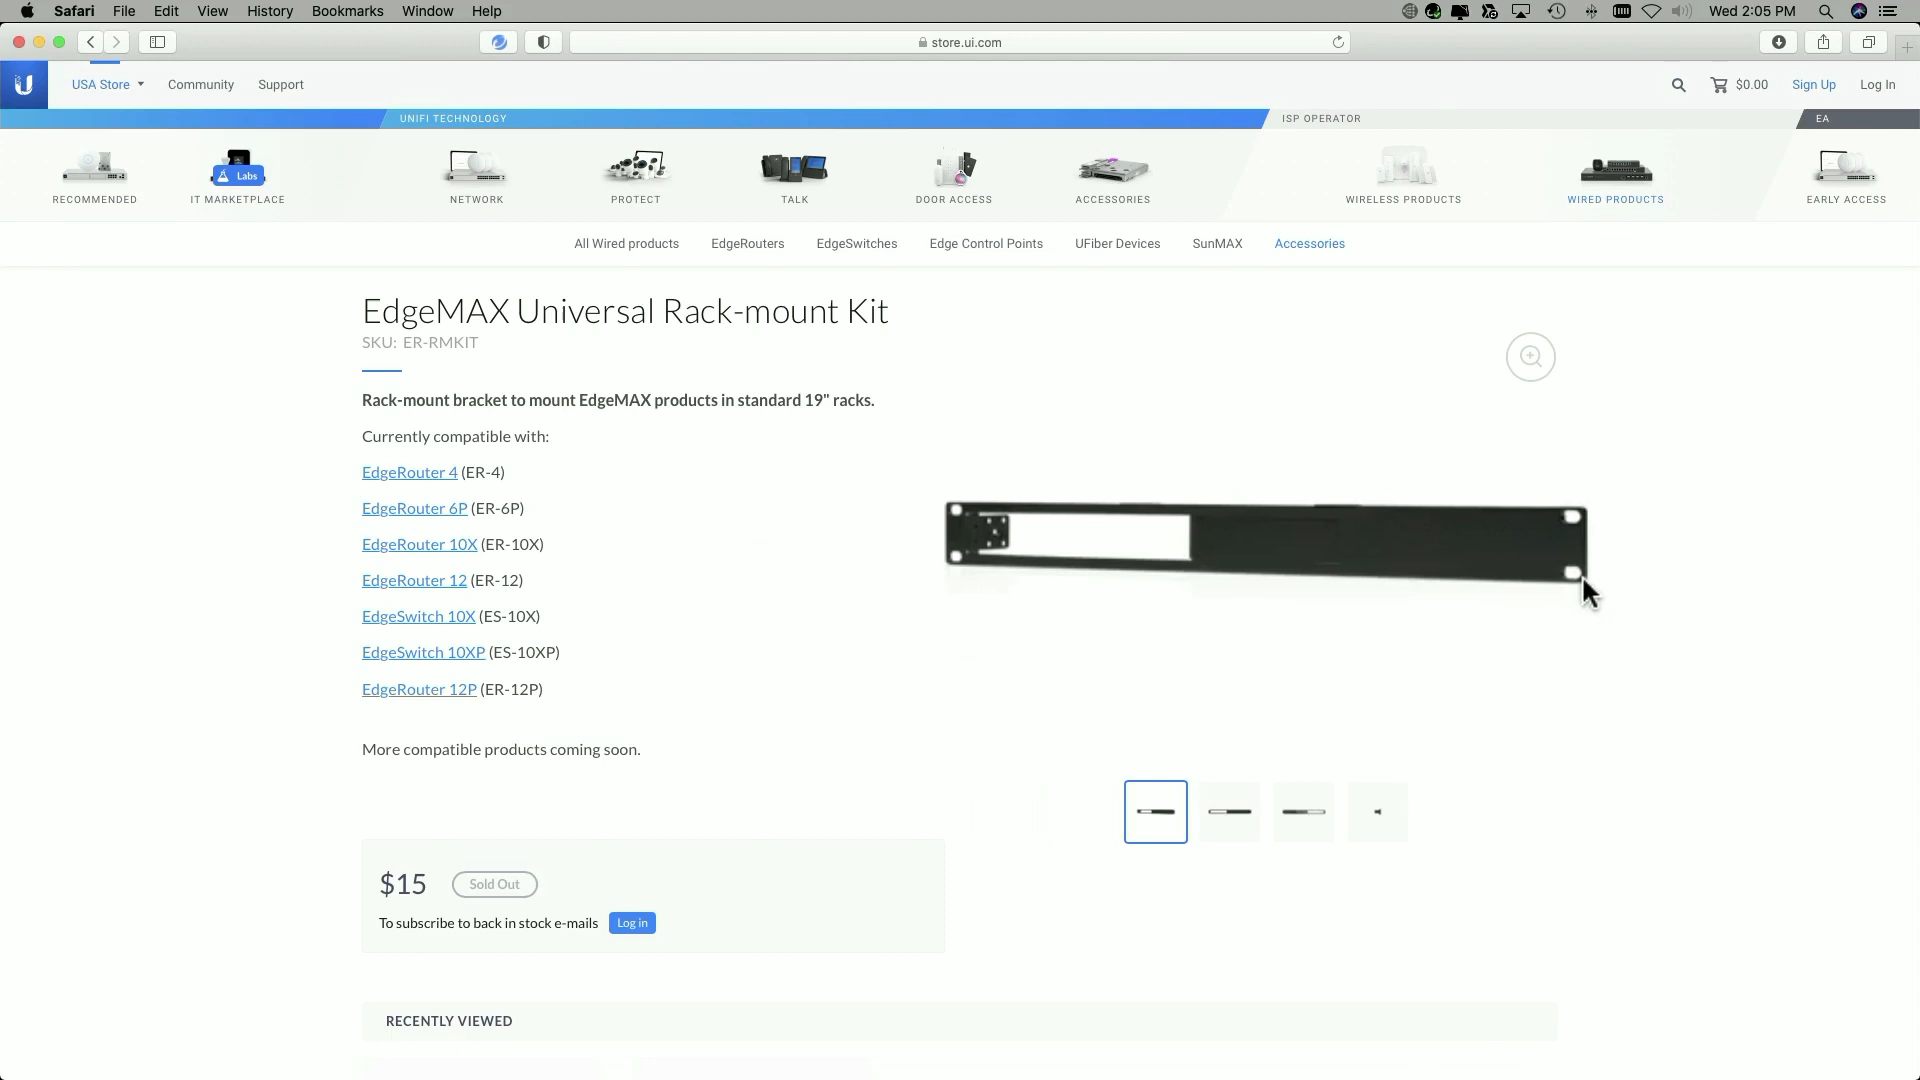 Safari File Edit View History Bookmarks Window Help Wed 2:05 PM
store.ui.com
USA Store Community Support $0.00 Sign Up Log In
UNIFI TECHNOLOGY ISP OPERATOR EA
Labs
RECOMMENDED IT MARKETPLACE NETWORK PROTECT TALK DOOR ACCESS ACCESSORIES WIRELESS PRODUCTS WIRED PRODUCTS EARLY ACCESS
All Wired products EdgeRouters EdgeSwitches Edge Control Points UFiber Devices SunMAX Accessories
EdgeMAX Universal Rack-mount Kit
SKU: ER-RMKIT
Rack-mount bracket to mount EdgeMAX products in standard 19" racks.
Currently compatible with:
EdgeRouter 4 (ER-4)
EdgeRouter 6P (ER-6P)
EdgeRouter 10X (ER-10X)
EdgeRouter 12 (ER-12)
EdgeSwitch 10X (ES-10X)
EdgeSwitch 10XP (ES-10XP)
EdgeRouter 12P (ER-12P)
More compatible products coming soon.
$15 Sold Out
To subscribe to back in stock e-mails Log in
RECENTLY VIEWED